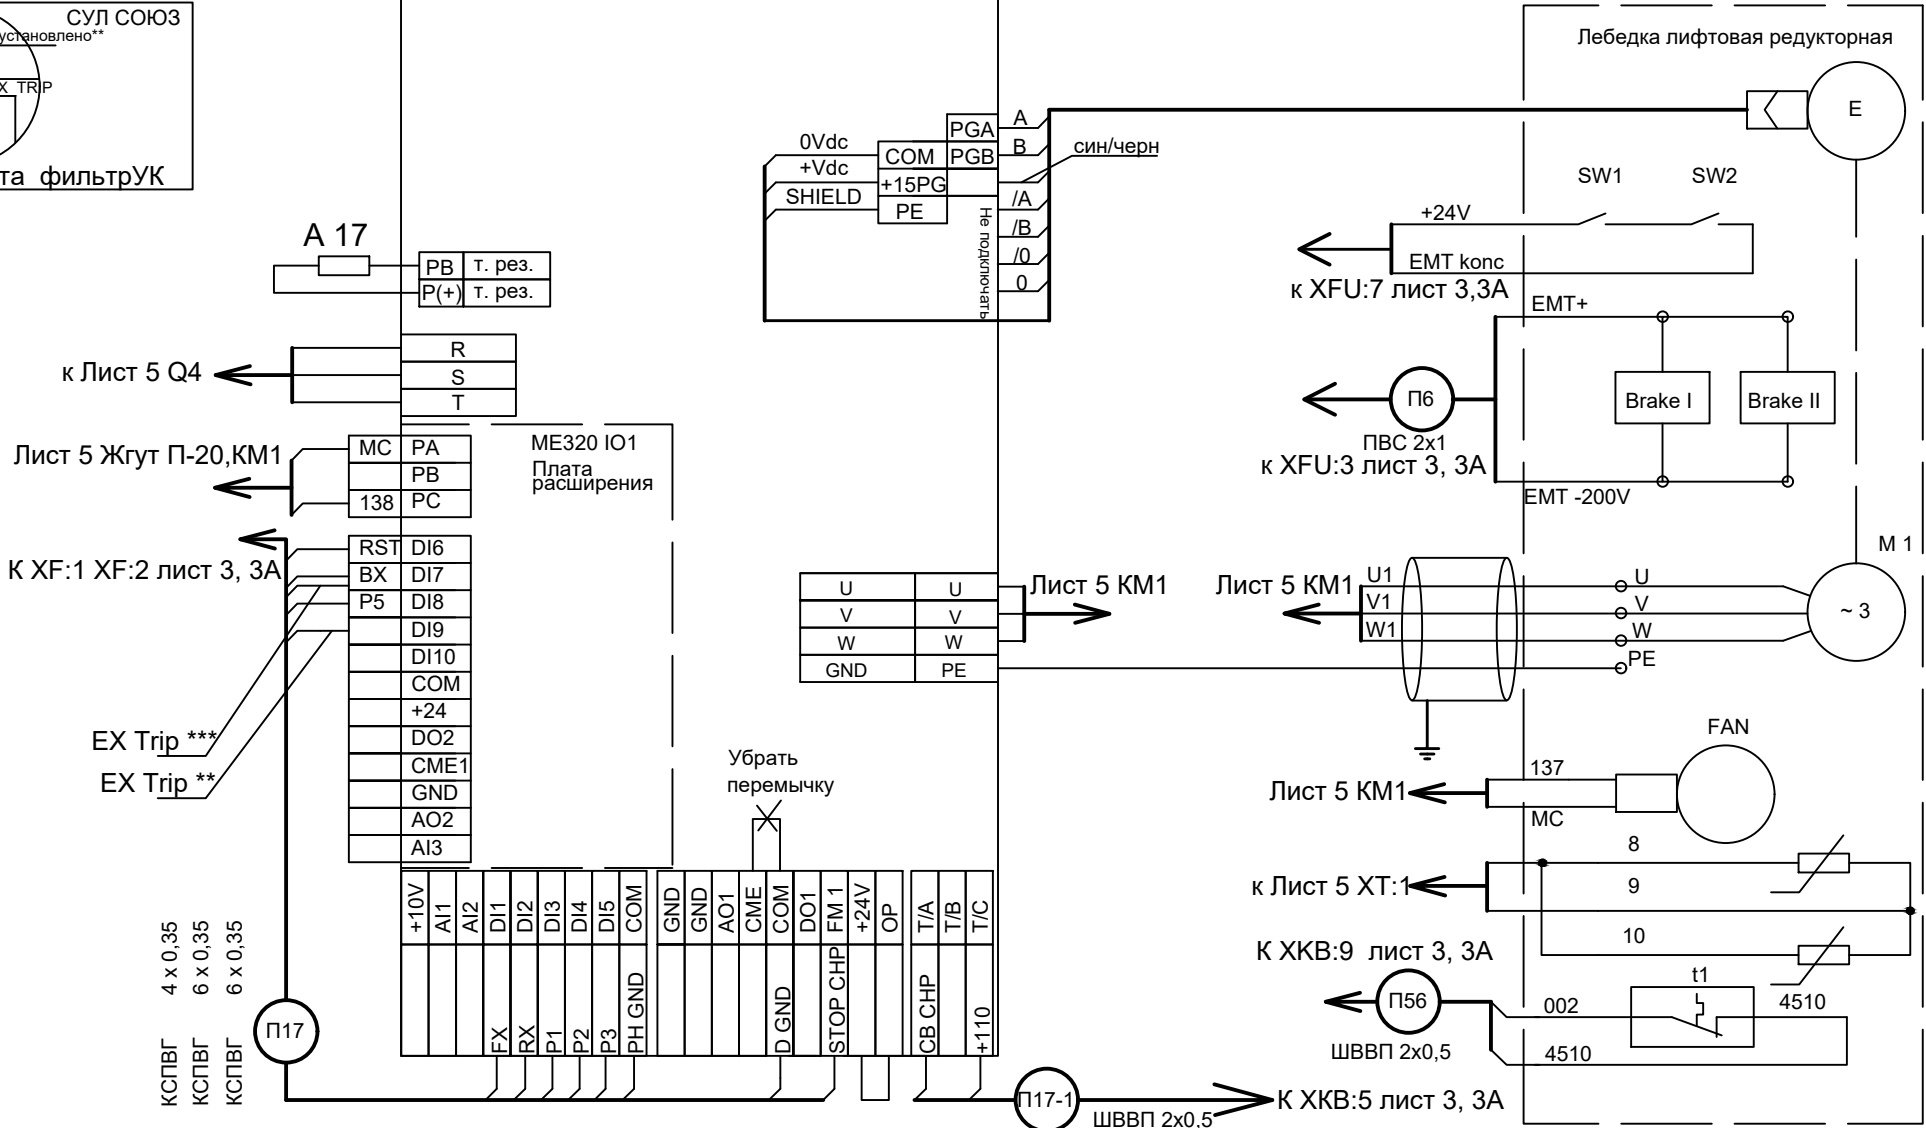 СУЛ СОЮЗ
установлено**
X TRIP
та фильтрУК
Лебедка лифтовая редукторная
E
A
PGA
0Vdc
COM
PGB
B
син/черн
+Vdc
+15PG
SHIELD
PE
/A
/B
/0
0
Не подключать
SW1
SW2
+24V
EMT konc
к XFU:7 лист 3,3А
А 17
PB
т. рез.
P(+)
т. рез.
EMT+
R
к Лист 5 Q4
S
T
П6
Brake I
Brake II
ПВС 2х1
к XFU:3 лист 3, 3А
EMT -200V
Лист 5 Жгут П-20,КМ1
MC
PA
PB
138
PC
ME320 IO1
Плата
расширения
К XF:1 XF:2 лист 3, 3А
RST
DI6
BX
DI7
P5
DI8
DI9
DI10
COM
+24
DO2
CME1
GND
AO2
AI3
EX Trip ***
EX Trip **
U
U
V
V
W
W
GND
PE
Лист 5 КМ1
Лист 5 КМ1
U1
V1
W1
U
V
W
PE
М 1
~ 3
Убрать
перемычку
FAN
Лист 5 КМ1
137
MC
8
к Лист 5 XT:1
9
10
К ХКВ:9 лист 3, 3А
П56
ШВВП 2х0,5
002
t1
4510
4510
+10V
AI1
AI2
DI1
DI2
DI3
DI4
DI5
COM
GND
GND
AO1
CME
COM
DO1
FM 1
+24V
OP
T/A
T/B
T/C
FX
RX
P1
P2
P3
PH GND
D GND
STOP CHP
CB CHP
+110
КСПВГ 4 х 0,35
КСПВГ 6 х 0,35
КСПВГ 6 х 0,35
П17
П17-1
ШВВП 2х0,5
К ХКВ:5 лист 3, 3А